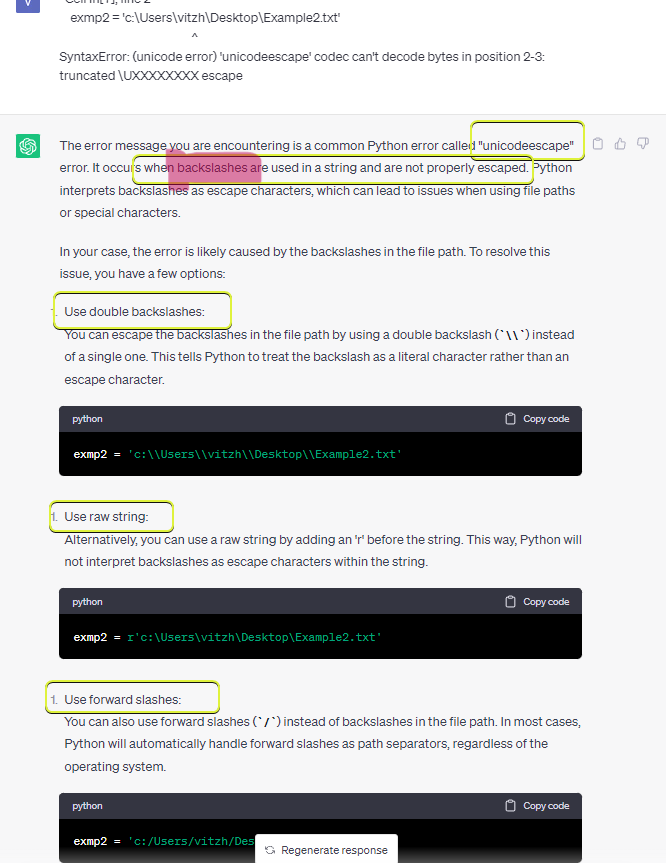 V
Cell In[1], line 2
exmp2 = 'c:\Users\vitzh\Desktop\Example2.txt'
^
SyntaxError: (unicode error) 'unicodeescape' codec can't decode bytes in position 2-3:
truncated \UXXXXXXXX escape
The error message you are encountering is a common Python error called "unicodeescape"
error. It occurs when backslashes are used in a string and are not properly escaped. Python
interprets backslashes as escape characters, which can lead to issues when using file paths
or special characters.
In your case, the error is likely caused by the backslashes in the file path. To resolve this
issue, you have a few options:
1. Use double backslashes:
You can escape the backslashes in the file path by using a double backslash (`\\`) instead
of a single one. This tells Python to treat the backslash as a literal character rather than an
escape character.
python Copy code
exmp2 = 'c:\\Users\\vitzh\\Desktop\\Example2.txt'
1. Use raw string:
Alternatively, you can use a raw string by adding an 'r' before the string. This way, Python will
not interpret backslashes as escape characters within the string.
python Copy code
exmp2 = r'c:\Users\vitzh\Desktop\Example2.txt'
1. Use forward slashes:
You can also use forward slashes (`/`) instead of backslashes in the file path. In most cases,
Python will automatically handle forward slashes as path separators, regardless of the
operating system.
python Copy code
exmp2 = 'c:/Users/vitzh/Des
Regenerate response